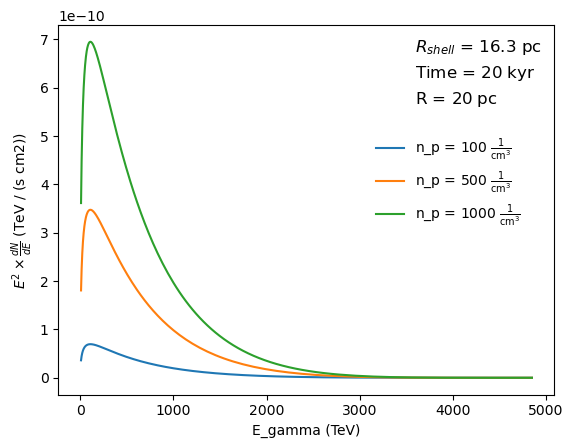 1e−10
R_shell = 16.3 pc
Time = 20 kyr
R = 20 pc
n_p = 100 1/cm³
n_p = 500 1/cm³
n_p = 1000 1/cm³
7
6
5
4
3
2
1
0
E² × dN/dE (TeV / (s cm2))
0 1000 2000 3000 4000 5000
E_gamma (TeV)